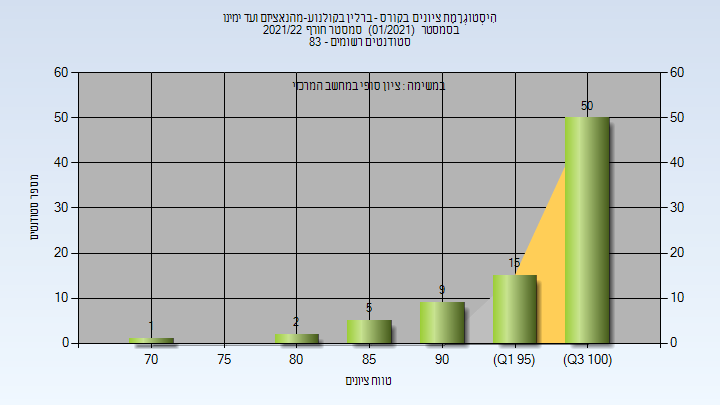 הִיסְטוֹגְרַמַת ציונים בקורס - ברלין בקולנוע-מהנאציזם ועד ימינו
בסמסטר (01/2021) סמסטר חורף 2021/22
סטודנטים רשומים - 83
במשימה : ציון סופי במחשב המרכזי
60 60
50 50
40 40
30 30
20 20
10 10
0 0
מספר סטודנטים
1 2 5 9 15 50
70 75 80 85 90 (Q1 95) (Q3 100)
טווח ציונים